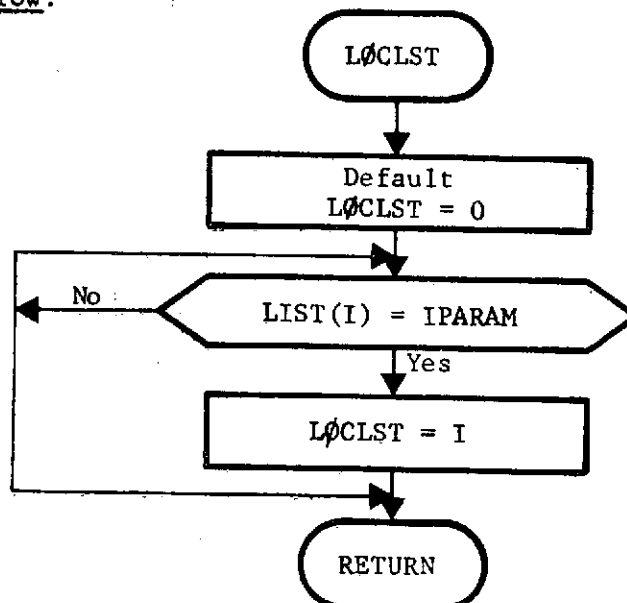 LØCLST
Default
LØCLST = 0
No
LIST(I) = IPARAM
Yes
LØCLST = I
RETURN